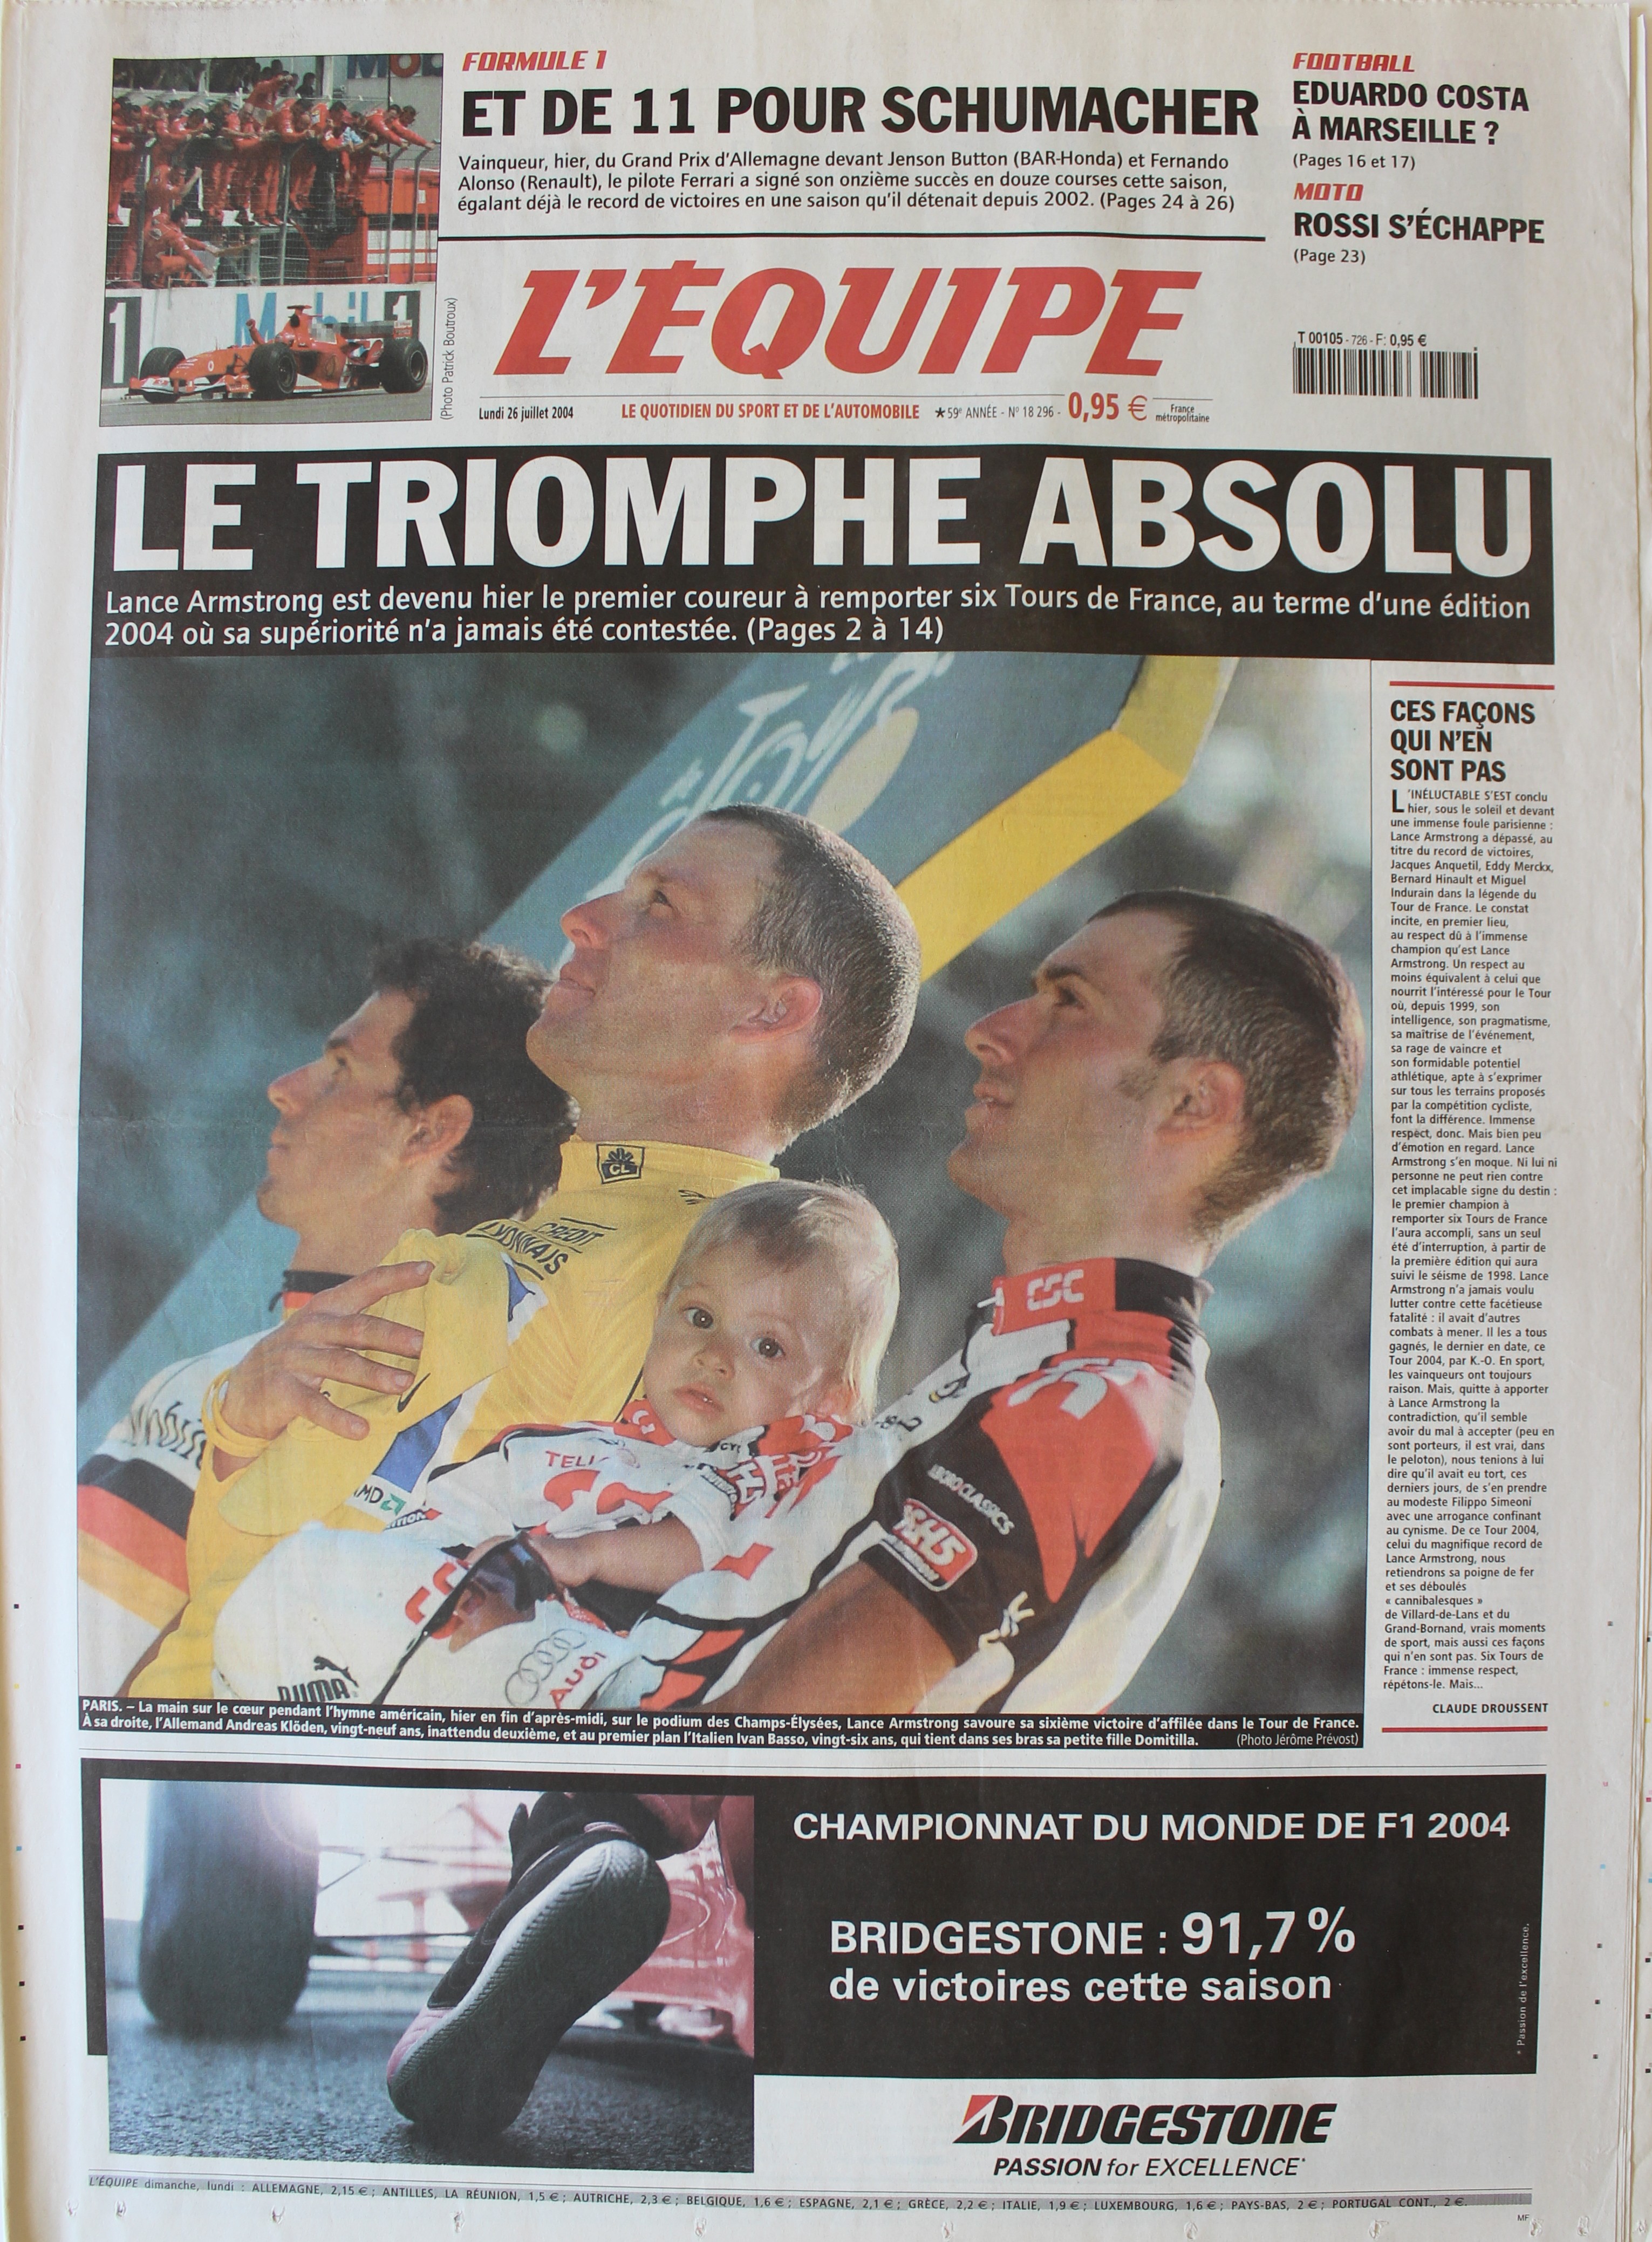 FORMULE 1
ET DE 11 POUR SCHUMACHER
Vainqueur, hier, du Grand Prix d'Allemagne devant Jenson Button (BAR-Honda) et Fernando
Alonso (Renault), le pilote Ferrari a signé son onzième succès en douze courses cette saison,
égalant déjà le record de victoires en une saison qu'il détenait depuis 2002. (Pages 24 à 26)
FOOTBALL
EDUARDO COSTA
À MARSEILLE ?
(Pages 16 et 17)
MOTO
ROSSI S'ÉCHAPPE
(Page 23)
1
Mobil 1
(Photo Patrick Boutroux)
L'ÉQUIPE
T 00105 - 726 - F: 0,95 €
Lundi 26 juillet 2004
LE QUOTIDIEN DU SPORT ET DE L'AUTOMOBILE
★ 59e ANNÉE - N° 18 296 - 0,95 €
France
métropolitaine
LE TRIOMPHE ABSOLU
Lance Armstrong est devenu hier le premier coureur à remporter six Tours de France, au terme d'une édition
2004 où sa supériorité n'a jamais été contestée. (Pages 2 à 14)
CES FAÇONS
QUI N'EN
SONT PAS
L'INÉLUCTABLE S'EST conclu
hier, sous le soleil et devant
une immense foule parisienne :
Lance Armstrong a dépassé, au
titre du record de victoires,
Jacques Anquetil, Eddy Merckx,
Bernard Hinault et Miguel
Indurain dans la légende du
Tour de France. Le constat
incite, en premier lieu,
au respect dû à l'immense
champion qu'est Lance
Armstrong. Un respect au
moins équivalent à celui que
nourrit l'intéressé pour le Tour
où, depuis 1999, son
intelligence, son pragmatisme,
sa maîtrise de l'événement,
sa rage de vaincre et
son formidable potentiel
athlétique, apte à s'exprimer
sur tous les terrains proposés
par la compétition cycliste,
font la différence. Immense
respect, donc. Mais bien peu
d'émotion en regard. Lance
Armstrong s'en moque. Ni lui ni
personne ne peut rien contre
cet implacable signe du destin :
le premier champion à
remporter six Tours de France
l'aura accompli, sans un seul
été d'interruption, à partir de
la première édition qui aura
suivi le séisme de 1998. Lance
Armstrong n'a jamais voulu
lutter contre cette facétieuse
fatalité : il avait d'autres
combats à mener. Il les a tous
gagnés, le dernier en date, ce
Tour 2004, par K.-O. En sport,
les vainqueurs ont toujours
raison. Mais, quitte à apporter
à Lance Armstrong la
contradiction, qu'il semble
avoir du mal à accepter (peu en
sont porteurs, il est vrai, dans
le peloton), nous tenions à lui
dire qu'il avait eu tort, ces
derniers jours, de s'en prendre
au modeste Filippo Simeoni
avec une arrogance confinant
au cynisme. De ce Tour 2004,
celui du magnifique record de
Lance Armstrong, nous
retiendrons sa poigne de fer
et ses déboulés
« cannibalesques »
de Villard-de-Lans et du
Grand-Bornand, vrais moments
de sport, mais aussi ces façons
qui n'en sont pas. Six Tours de
France : immense respect,
répétons-le. Mais...
CLAUDE DROUSSENT
CL
CREDIT
LYONNAIS
CSC
TELI
AMD
EUROCLASSICS
SHS
Audi
PUMA
PARIS. – La main sur le cœur pendant l'hymne américain, hier en fin d'après-midi, sur le podium des Champs-Élysées, Lance Armstrong savoure sa sixième victoire d'affilée dans le Tour de France.
À sa droite, l'Allemand Andreas Klöden, vingt-neuf ans, inattendu deuxième, et au premier plan l'Italien Ivan Basso, vingt-six ans, qui tient dans ses bras sa petite fille Domitilla. (Photo Jérôme Prévost)
CHAMPIONNAT DU MONDE DE F1 2004
BRIDGESTONE : 91,7 %
de victoires cette saison
* Passion de l'excellence.
BRIDGESTONE
PASSION for EXCELLENCE*
L'ÉQUIPE dimanche, lundi : ALLEMAGNE, 2,15 € ; ANTILLES, LA RÉUNION, 1,5 € ; AUTRICHE, 2,3 € ; BELGIQUE, 1,6 € ; ESPAGNE, 2,1 € ; GRÈCE, 2,2 € ; ITALIE, 1,9 € ; LUXEMBOURG, 1,6 € ; PAYS-BAS, 2 € ; PORTUGAL CONT., 2 €.
MF